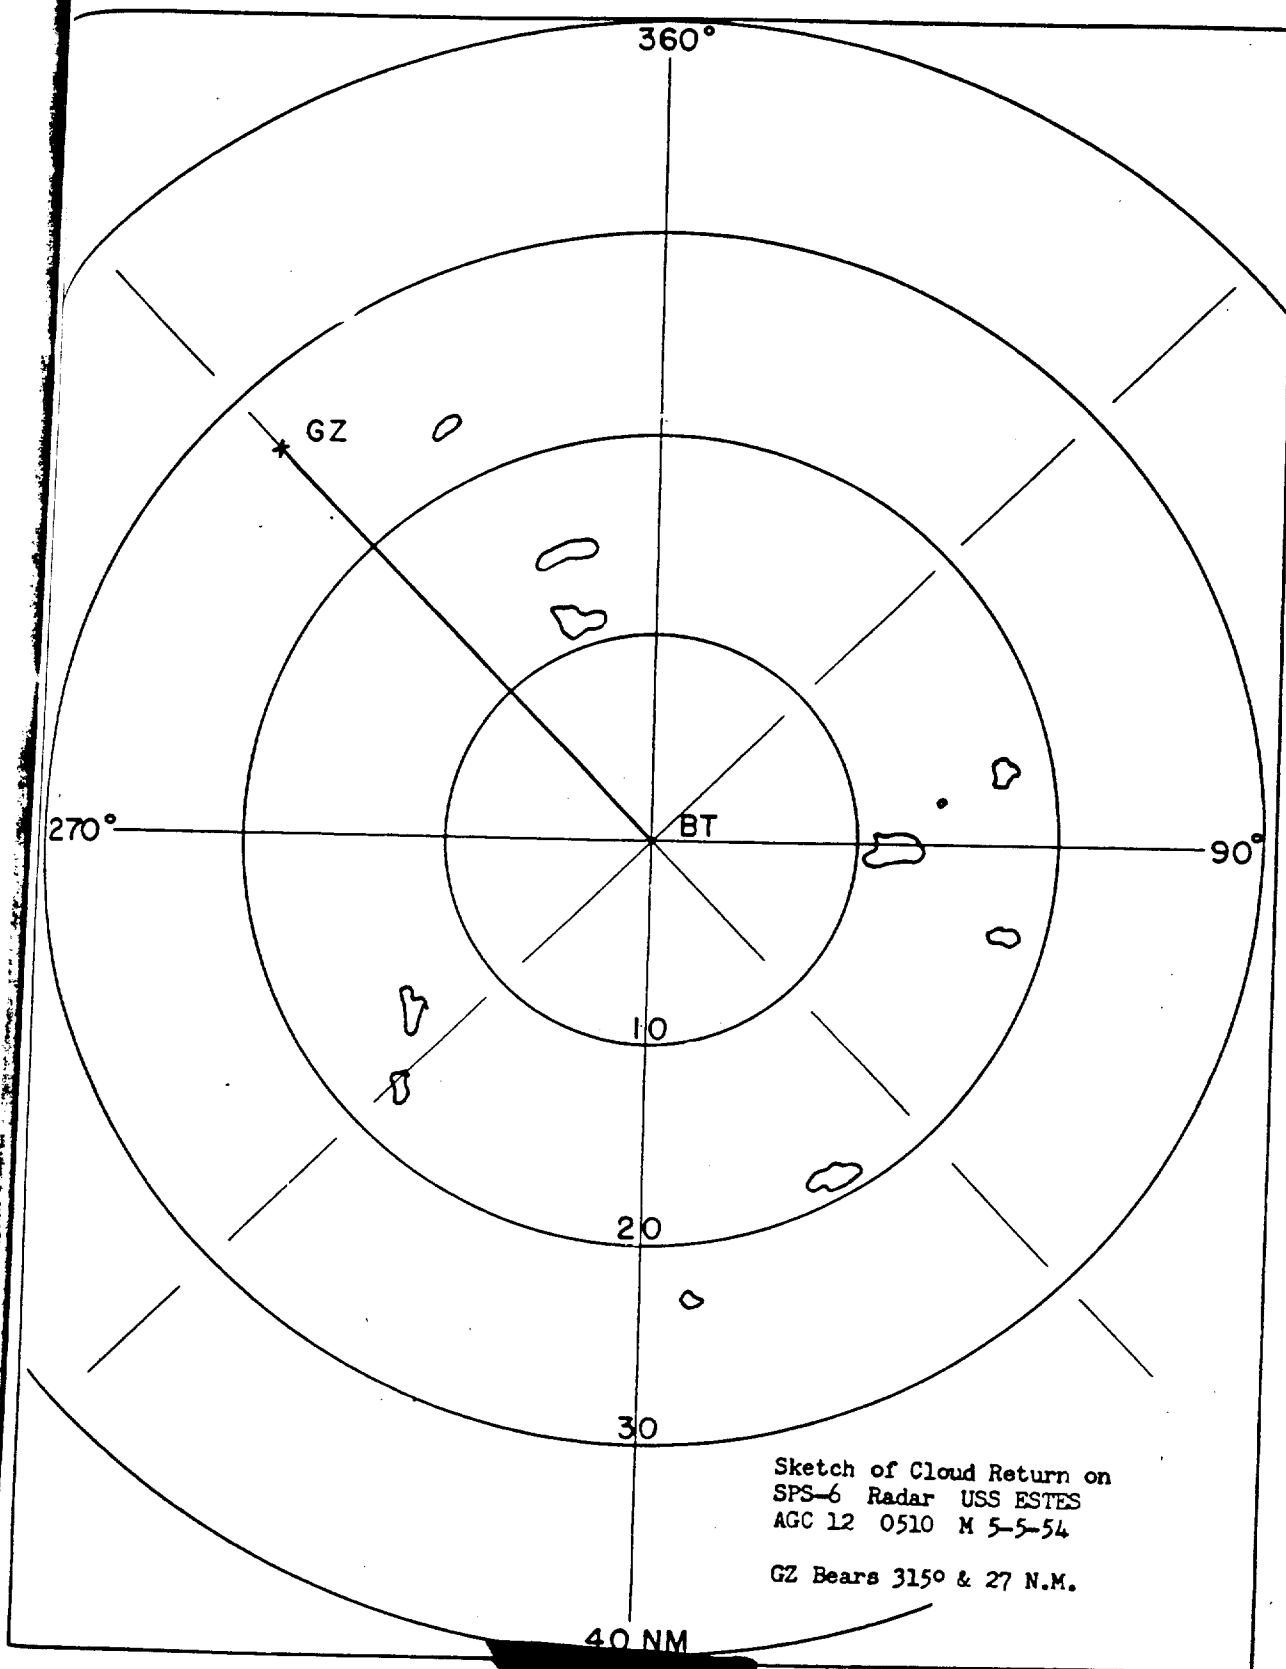 360°
GZ
BT
270°
90°
10
20
30
Sketch of Cloud Return on
SPS-6 Radar USS ESTES
AGC 12 0510 M 5-5-54
GZ Bears 315° & 27 N.M.
40 NM